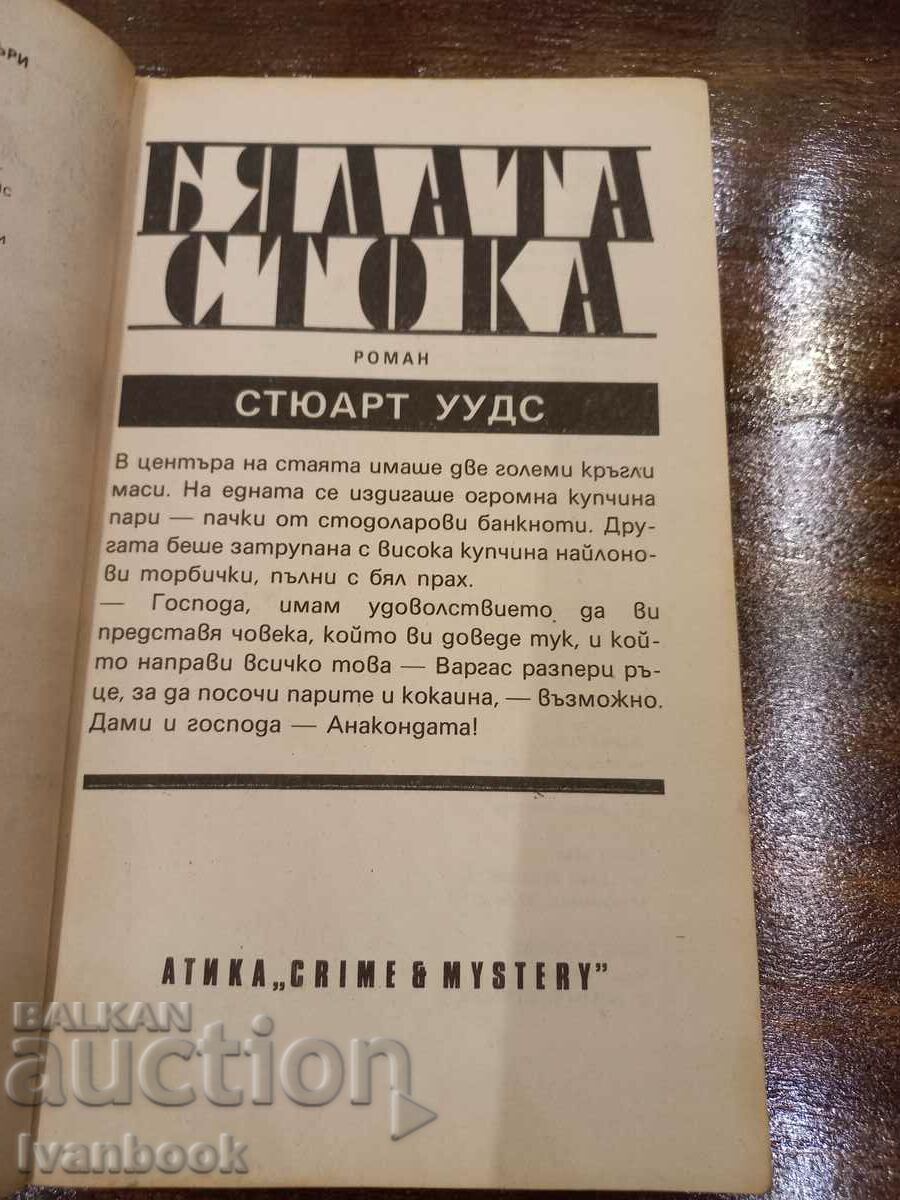 ЪРИ
БЯЛАТА
СТОКА
РОМАН
СТЮАРТ УУДС
В центъра на стаята имаше две големи кръгли
маси. На едната се издигаше огромна купчина
пари — пачки от стодоларови банкноти. Дру-
гата беше затрупана с висока купчина найлоно-
ви торбички, пълни с бял прах.
— Господа, имам удоволствието да ви
представя човека, който ви доведе тук, и кой-
то направи всичко това — Варгас разпери ръ-
це, за да посочи парите и кокаина, — възможно.
Дами и господа — Анакондата!
АТИКА „CRIME & MYSTERY”
BALKAN
auction
Ivanbook